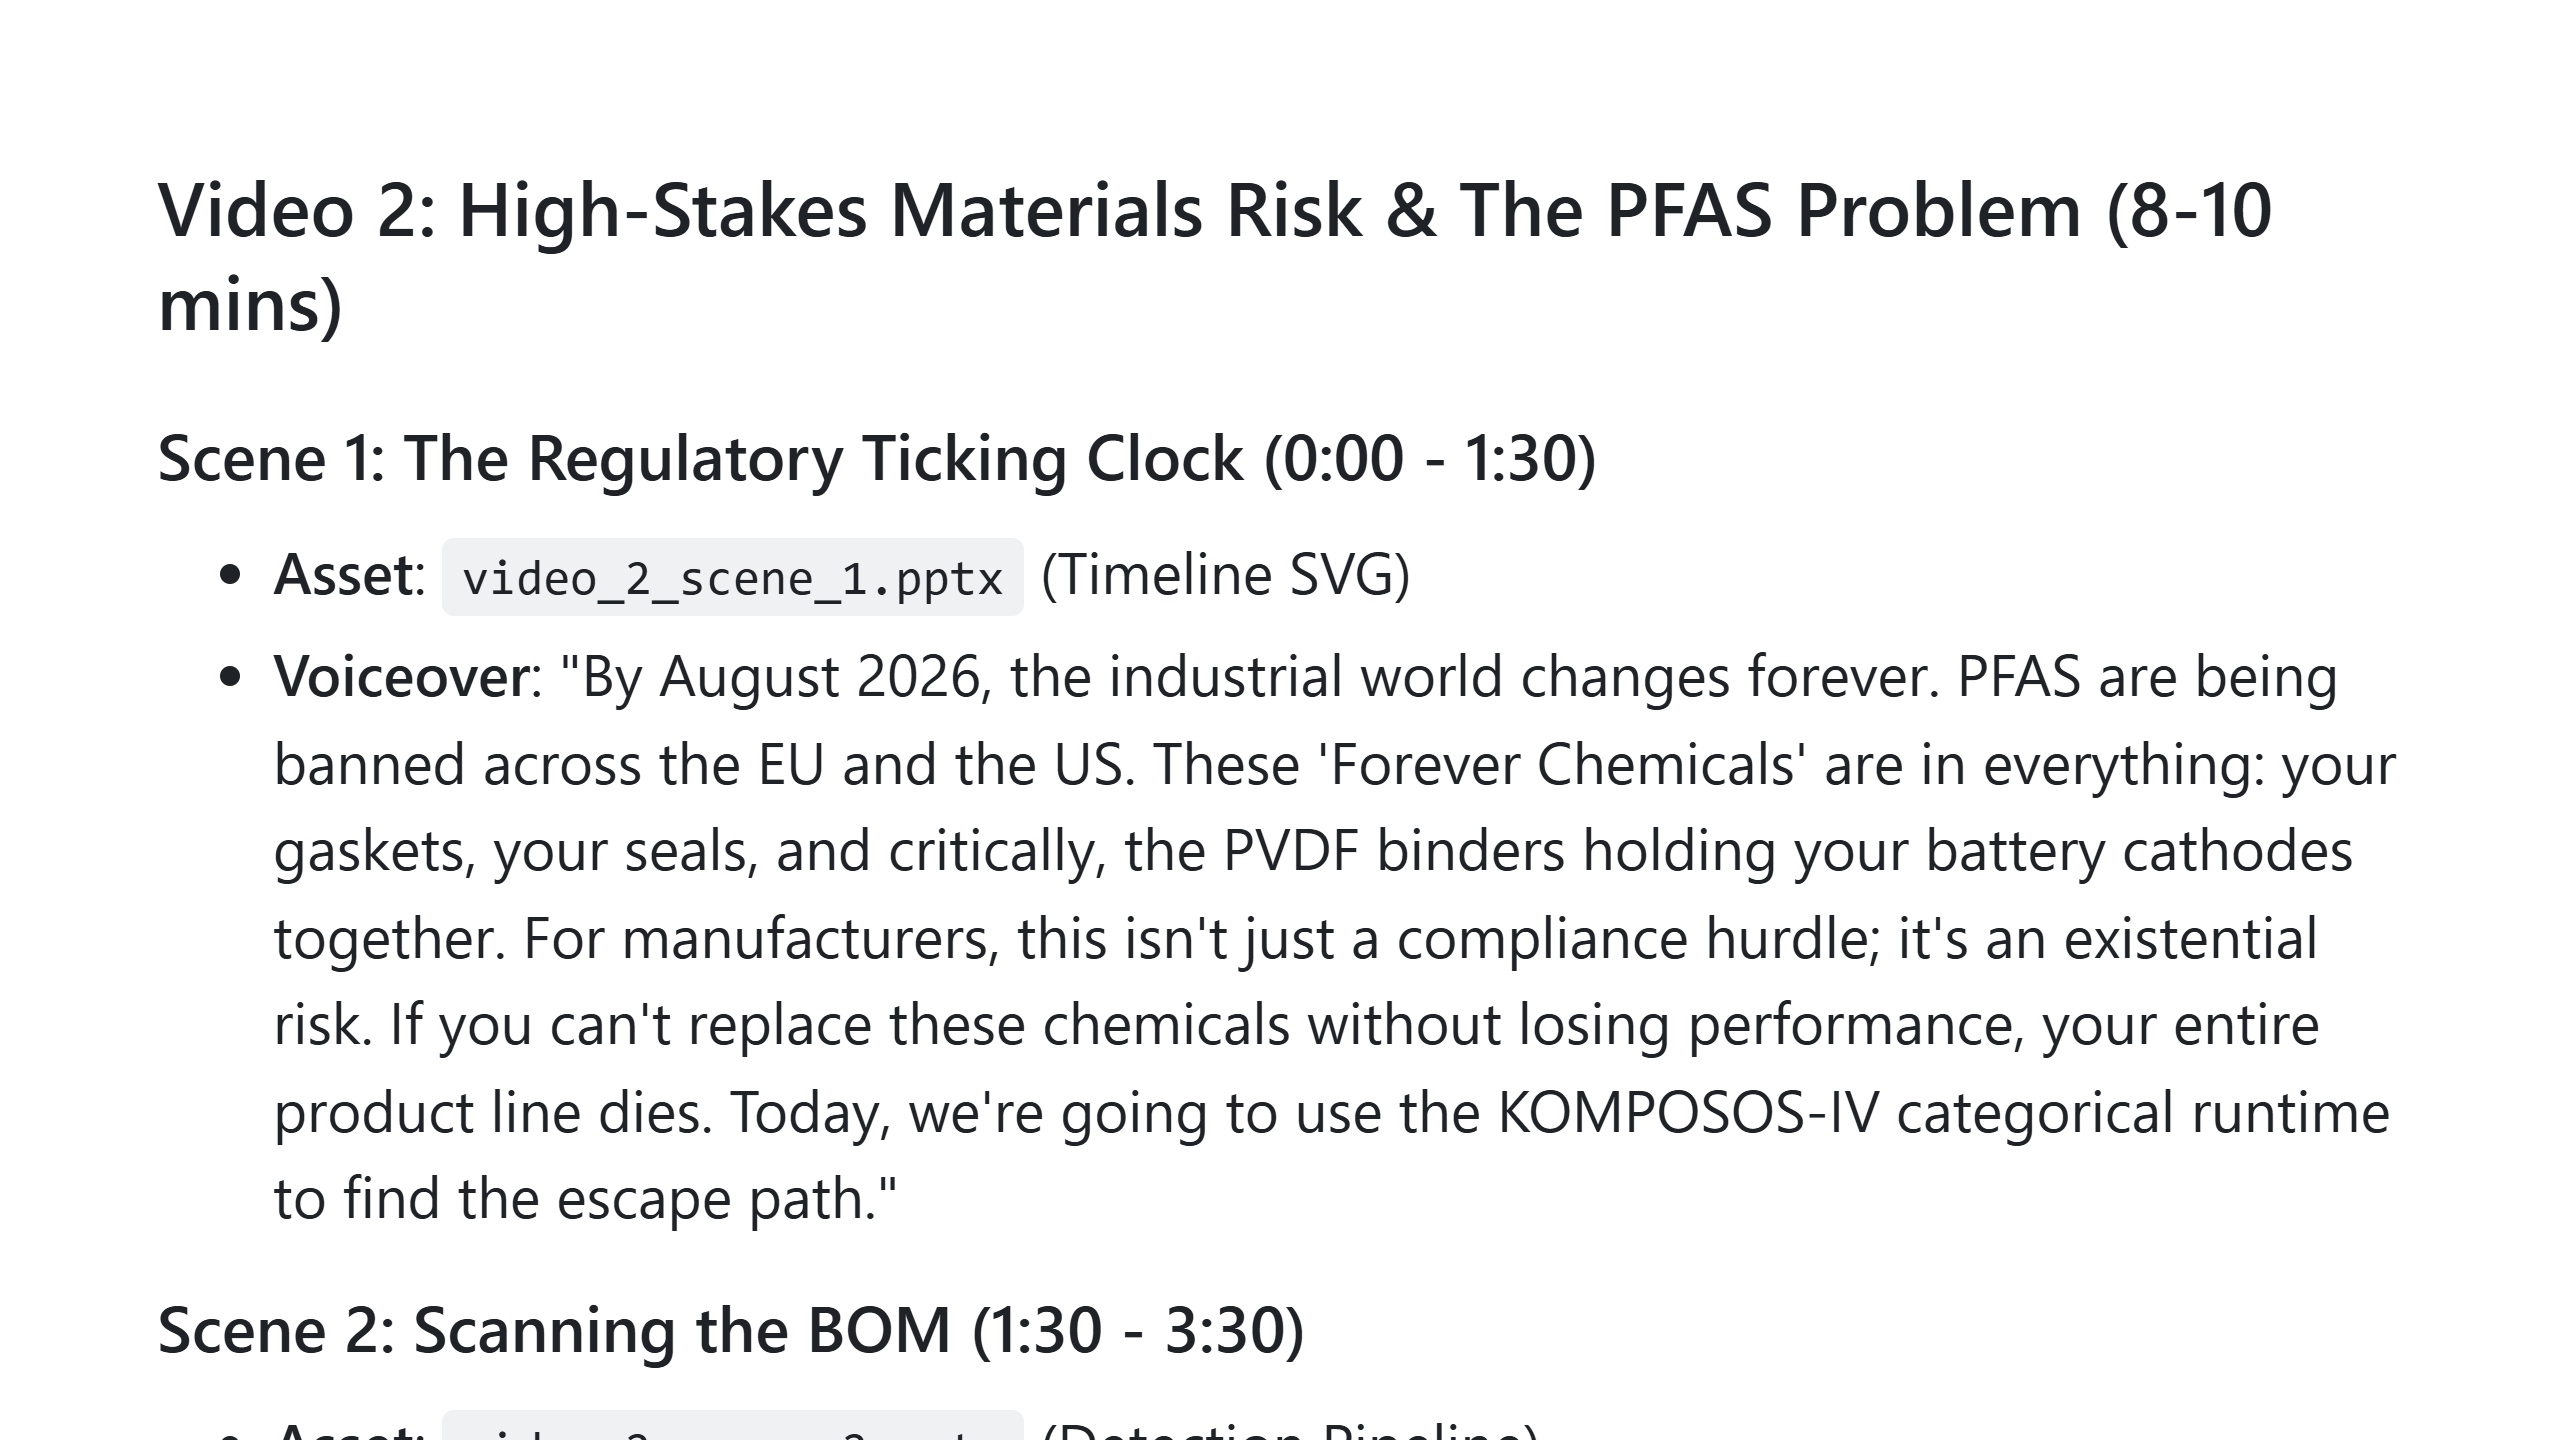 Video 2: High-Stakes Materials Risk & The PFAS Problem (8-10
mins)
Scene 1: The Regulatory Ticking Clock (0:00 - 1:30)
• Asset: video_2_scene_1.pptx (Timeline SVG)
• Voiceover: "By August 2026, the industrial world changes forever. PFAS are being
banned across the EU and the US. These 'Forever Chemicals' are in everything: your
gaskets, your seals, and critically, the PVDF binders holding your battery cathodes
together. For manufacturers, this isn't just a compliance hurdle; it's an existential
risk. If you can't replace these chemicals without losing performance, your entire
product line dies. Today, we're going to use the KOMPOSOS-IV categorical runtime
to find the escape path."
Scene 2: Scanning the BOM (1:30 - 3:30)
• Asset: (Detection Pipeline)